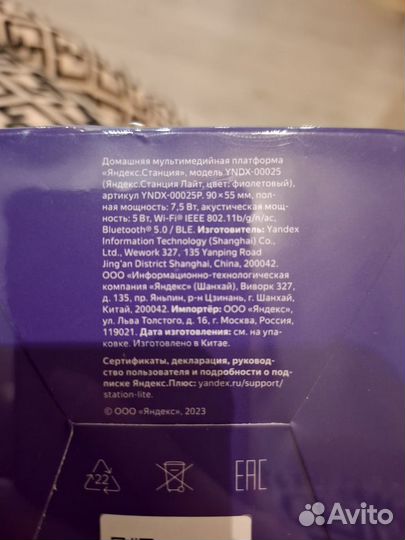 Домашняя мультимедийная платформа
«Яндекс.Станция», модель YNDX-00025
(Яндекс.Станция Лайт, цвет: фиолетовый),
артикул YNDX-00025P. 90 × 55 мм, пол-
ная мощность: 7,5 Вт, акустическая мощ-
ность: 5 Вт, Wi-Fi® IEEE 802.11b/g/n/ac,
Bluetooth® 5.0 / BLE. Изготовитель: Yandex
Information Technology (Shanghai) Co.,
Ltd., Wework 327, 135 Yanping Road
Jing’an District Shanghai, China, 200042.
ООО «Информационно-технологическая
компания «Яндекс» (Шанхай), Виворк 327,
д. 135, пр. Яньпин, р-н Цзинань, г. Шанхай,
Китай, 200042. Импортёр: ООО «Яндекс»,
ул. Льва Толстого, д. 16, г. Москва, Россия,
119021. Дата изготовления: см. на упа-
ковке. Изготовлено в Китае.
Сертификаты, декларация, руковод-
ство пользователя и подробности о под-
писке Яндекс.Плюс: yandex.ru/support/
station-lite.
© ООО «Яндекс», 2023
22
EAC
Avito